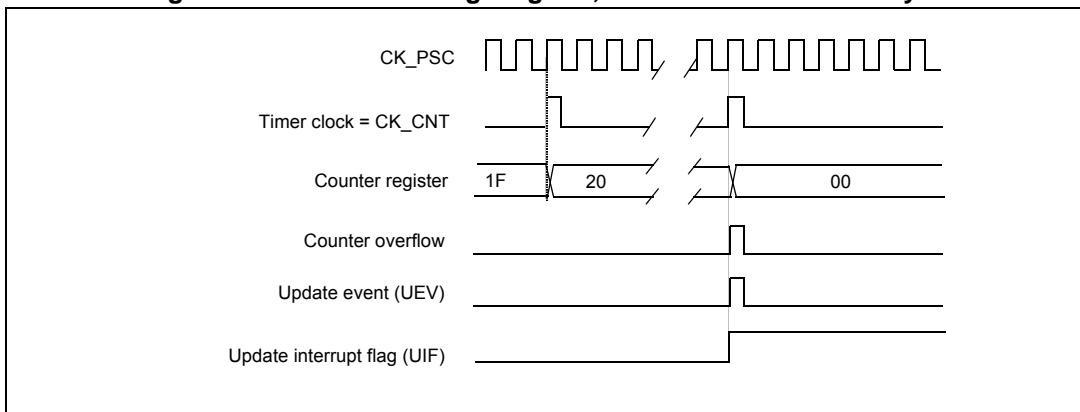 CK_PSC
Timer clock = CK_CNT
Counter register 1F 20 00
Counter overflow
Update event (UEV)
Update interrupt flag (UIF)